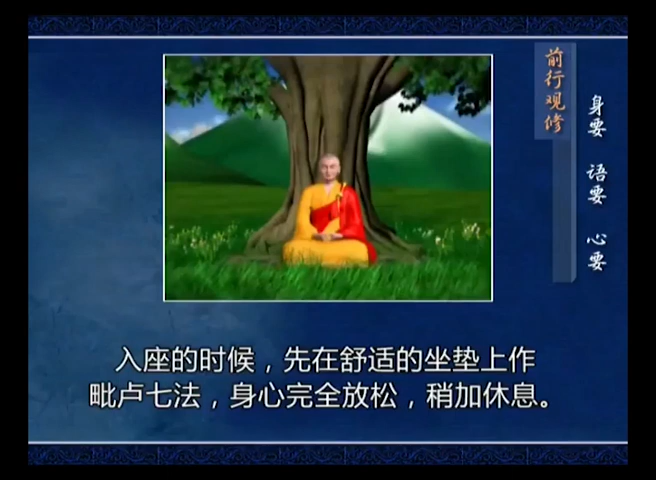 前行观修
身要 语要 心要
入座的时候，先在舒适的坐垫上作
毗卢七法，身心完全放松，稍加休息。